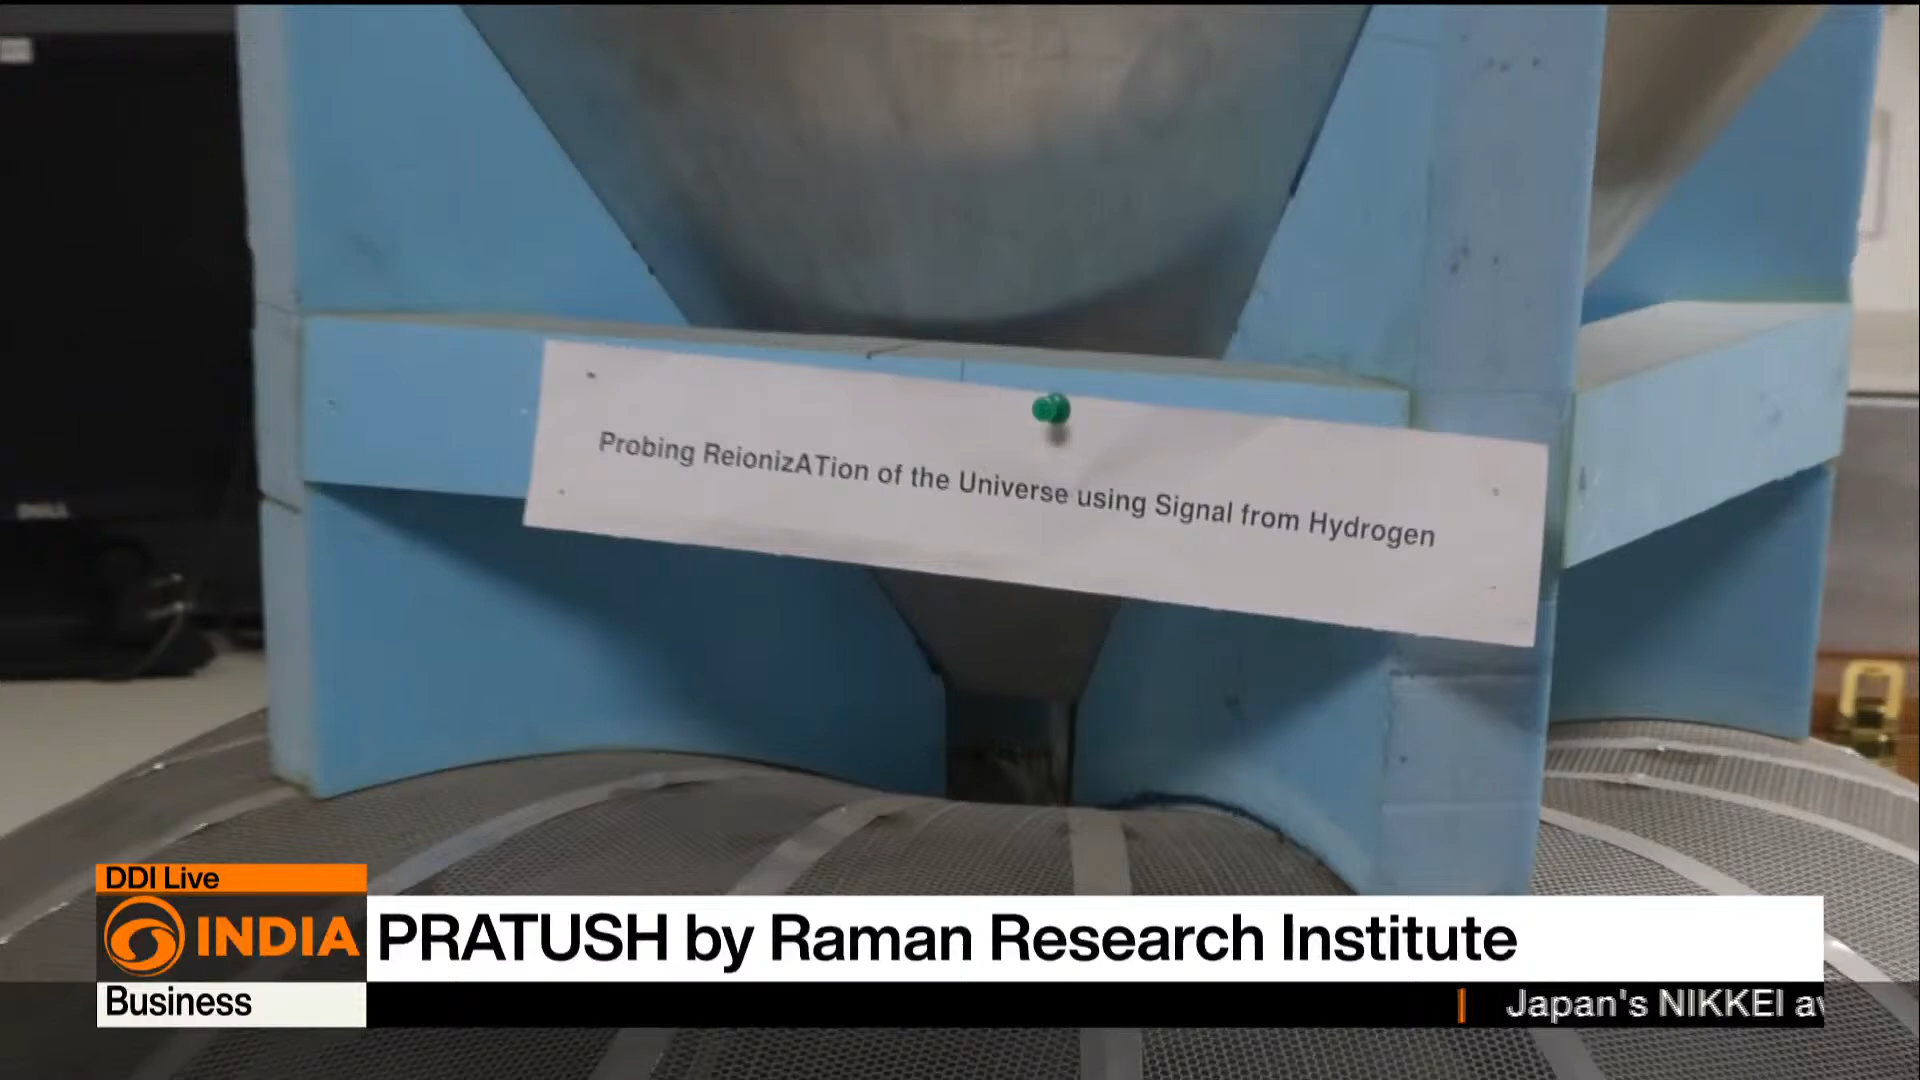 DELL
Probing ReionizATion of the Universe using Signal from Hydrogen
DDI Live
INDIA
PRATUSH by Raman Research Institute
Business
Japan's NIKKEI